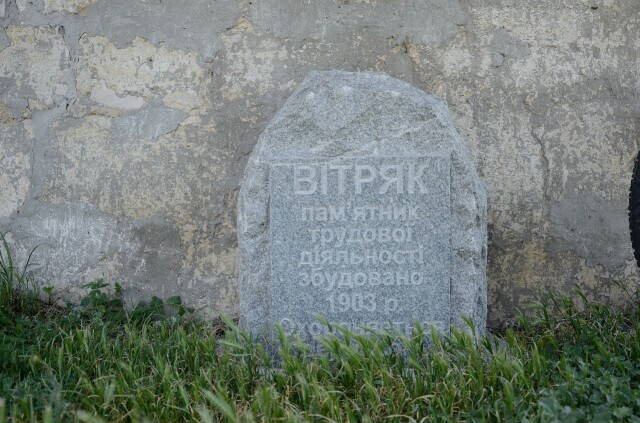 ВІТРЯК
пам'ятник
трудової
діяльності
збудовано
1903 р